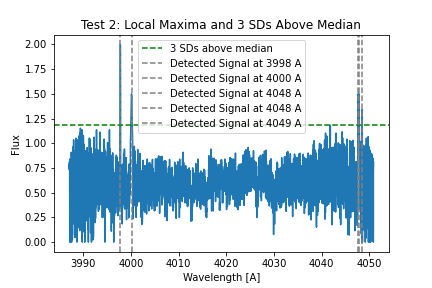 Test 2: Local Maxima and 3 SDs Above Median
2.00
1.75
1.50
1.25
1.00
0.75
0.50
0.25
0.00
Flux
3 SDs above median
Detected Signal at 3998 A
Detected Signal at 4000 A
Detected Signal at 4048 A
Detected Signal at 4048 A
Detected Signal at 4049 A
3990 4000 4010 4020 4030 4040 4050
Wavelength [A]